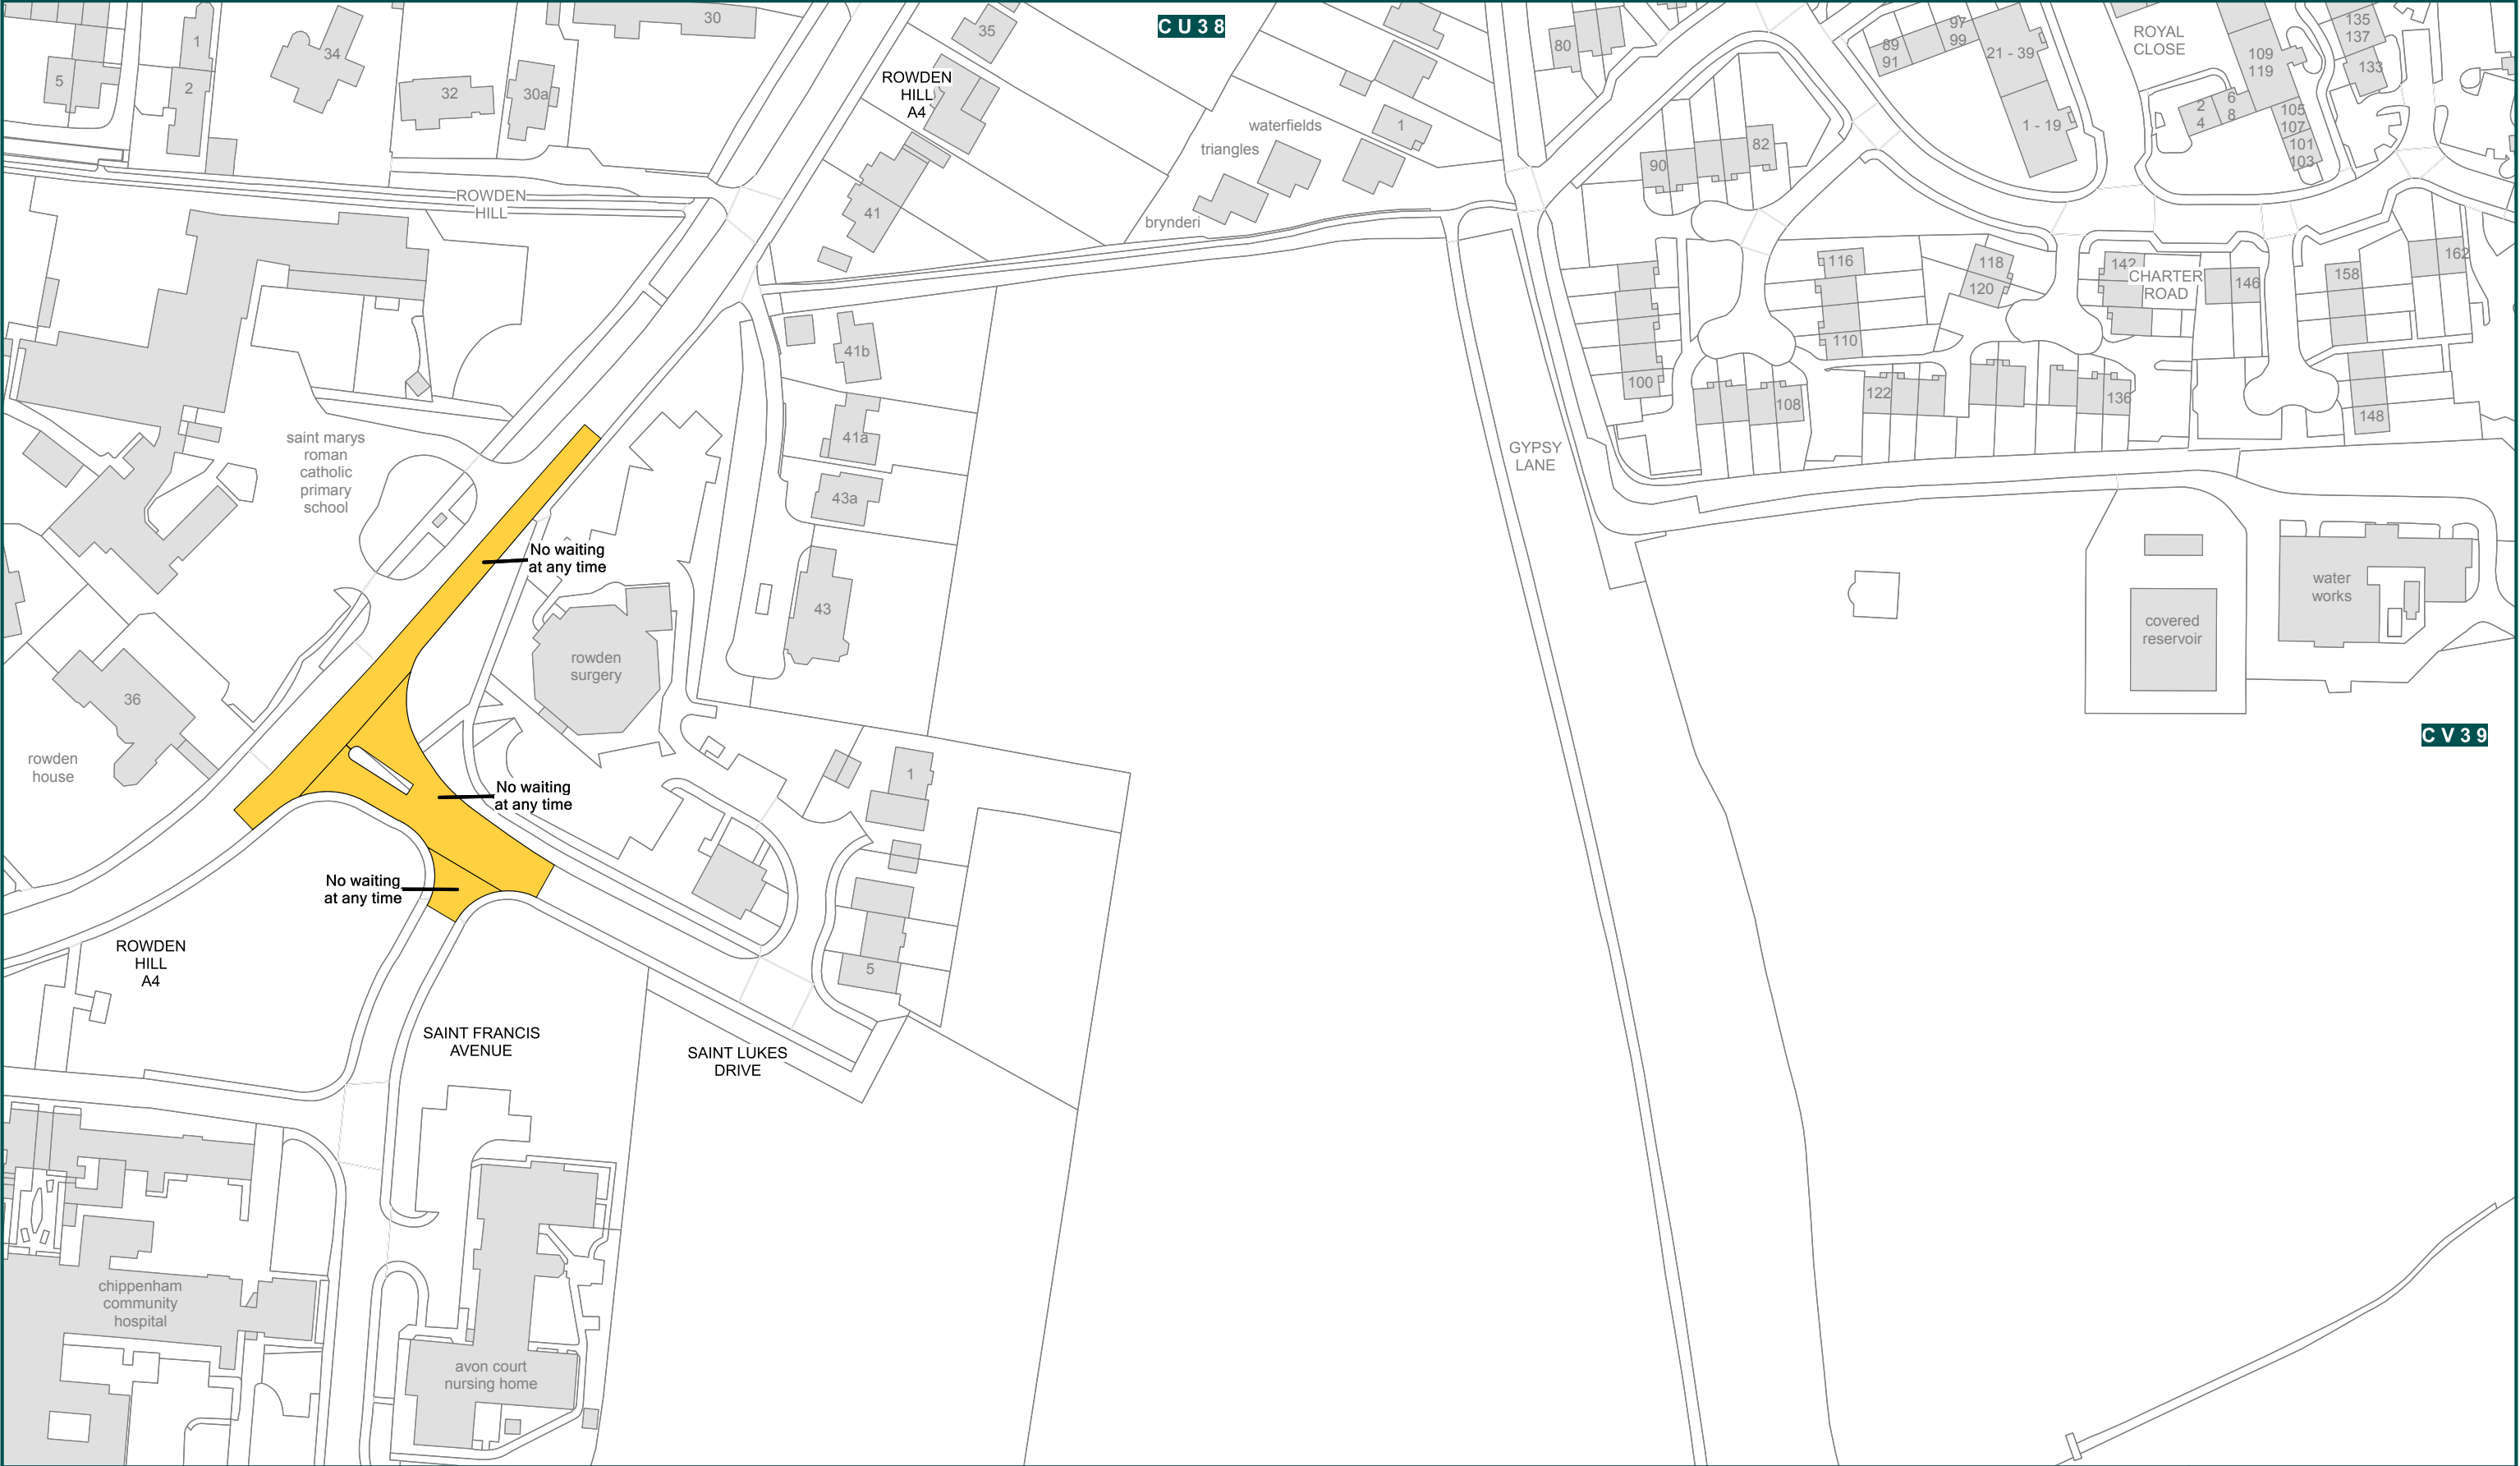 C U 3 8
30
35
1
34
5
2
32
30a
ROWDEN
HILL
A4
80
89
91
97
99
21 - 39
ROYAL
CLOSE
109
119
135
137
133
2
4
6
8
105
107
101
103
1 - 19
waterfields
1
triangles
brynderi
90
82
ROWDEN
HILL
41
116
118
120
110
142
CHARTER
ROAD
146
158
162
41b
100
108
122
136
148
41a
saint marys
roman
catholic
primary
school
GYPSY
LANE
43a
No waiting
at any time
43
rowden
surgery
water
works
covered
reservoir
36
rowden
house
C V 3 9
1
No waiting
at any time
No waiting
at any time
5
ROWDEN
HILL
A4
SAINT FRANCIS
AVENUE
SAINT LUKES
DRIVE
chippenham
community
hospital
avon court
nursing home